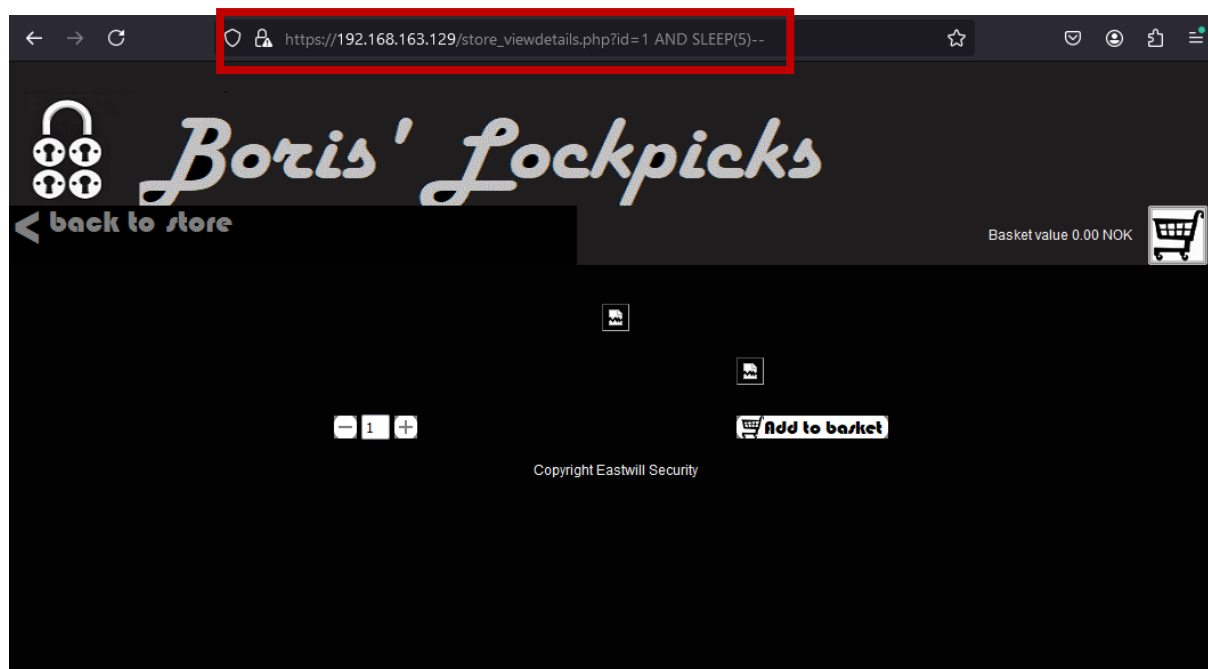 https://192.168.163.129/store_viewdetails.php?id=1 AND SLEEP(5)--
Boris' Lockpicks
< back to store
Basket value 0.00 NOK
1
Add to basket
Copyright Eastwill Security